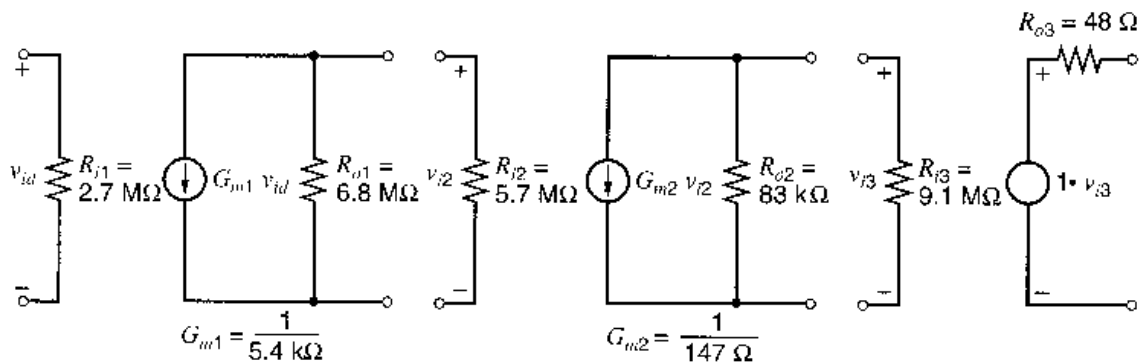 R_o3 = 48 Ω
+
v_id
−
R_i1 =
2.7 MΩ
G_m1 v_id
R_o1 =
6.8 MΩ
G_m1 = 1 / 5.4 kΩ
+
v_i2
−
R_i2 =
5.7 MΩ
G_m2 v_i2
R_o2 =
83 kΩ
G_m2 = 1 / 147 Ω
+
v_i3
−
R_i3 =
9.1 MΩ
+
1• v_i3
−